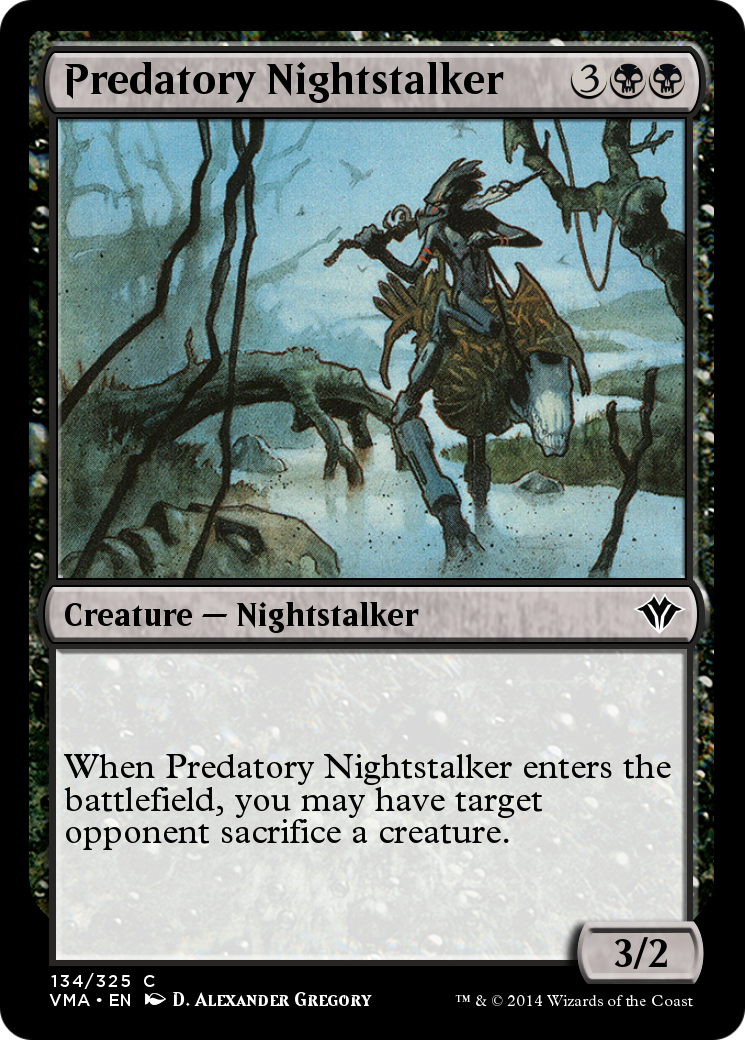 Predatory Nightstalker 3
Creature — Nightstalker
When Predatory Nightstalker enters the
battlefield, you may have target
opponent sacrifice a creature.
3/2
134/325 C
VMA • EN D. Alexander Gregory ™ & © 2014 Wizards of the Coast